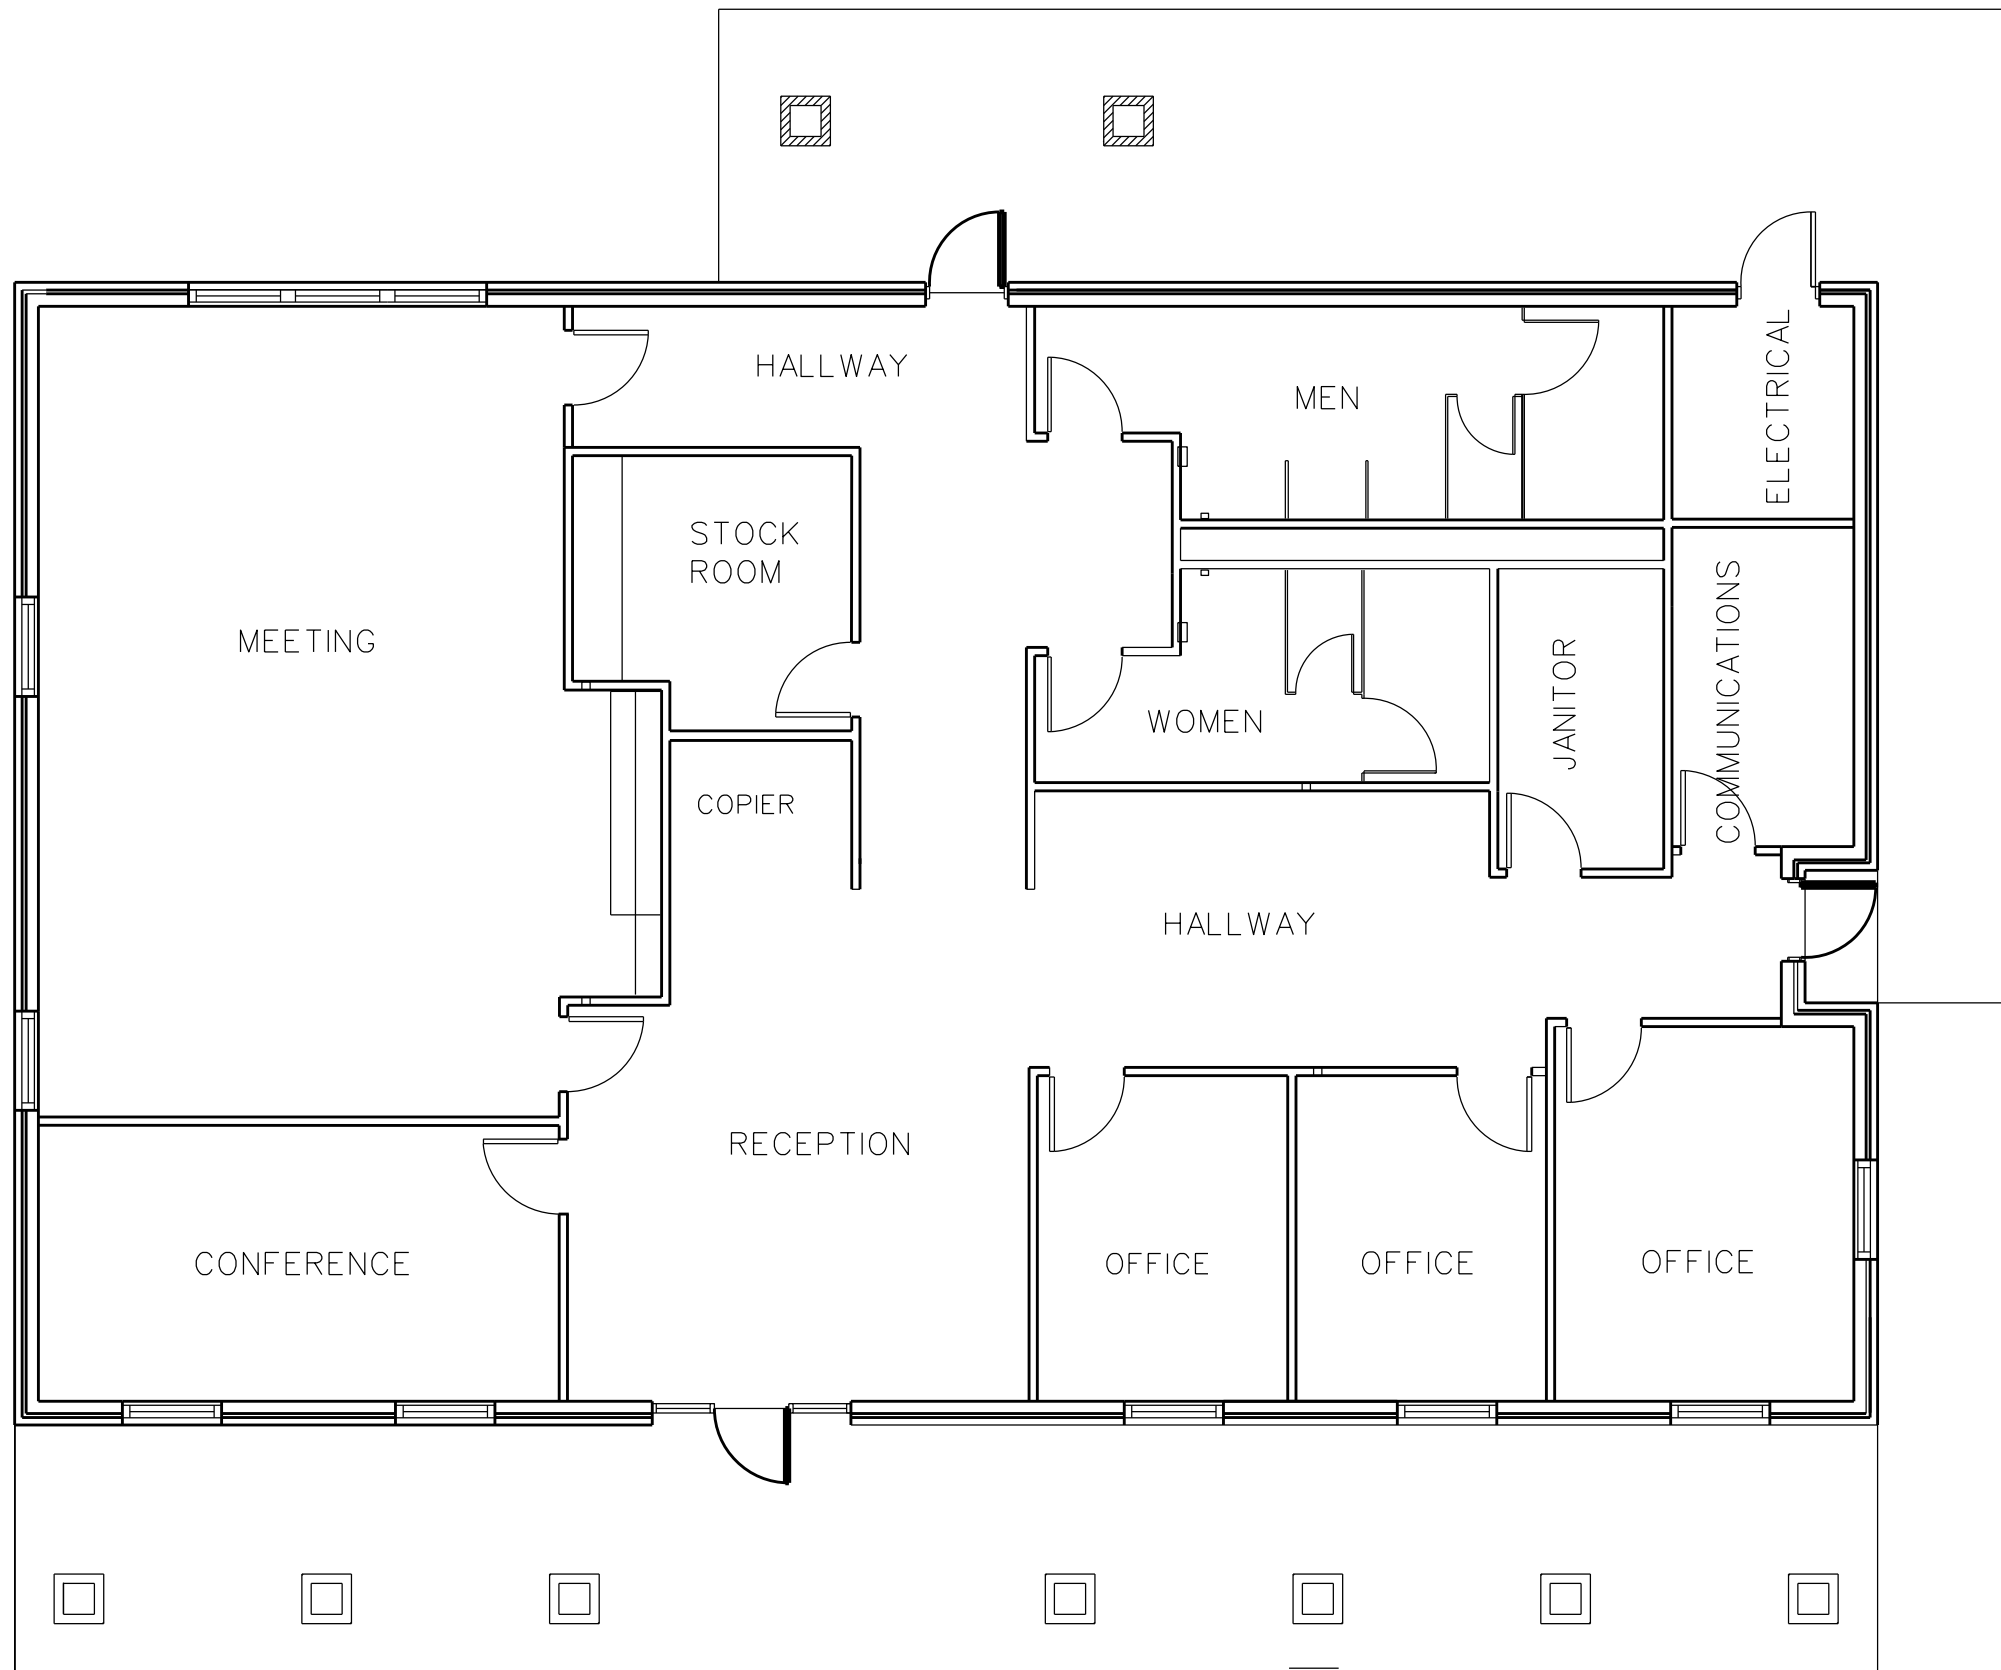 HALLWAY
MEN
ELECTRICAL
STOCK
ROOM
MEETING
COMMUNICATIONS
JANITOR
WOMEN
COPIER
HALLWAY
RECEPTION
CONFERENCE
OFFICE
OFFICE
OFFICE